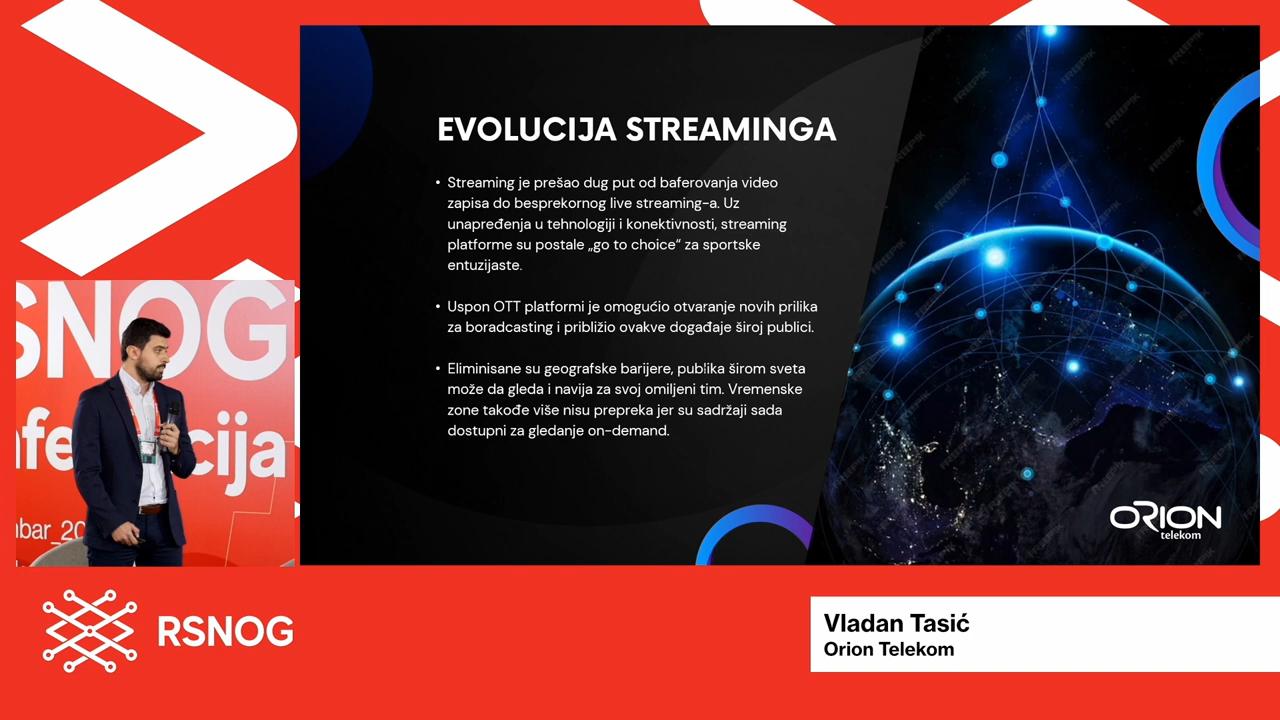 EVOLUCIJA STREAMINGA
• Streaming je prešao dug put od baferovanja video
zapisa do besprekornog live streaming-a. Uz
unapređenja u tehnologiji i konektivnosti, streaming
platforme su postale „go to choice“ za sportske
entuzijaste.
• Uspon OTT platformi je omogućio otvaranje novih prilika
za boradcasting i približio ovakve događaje široj publici.
• Eliminisane su geografske barijere, publika širom sveta
može da gleda i navija za svoj omiljeni tim. Vremenske
zone takođe više nisu prepreka jer su sadržaji sada
dostupni za gledanje on-demand.
ORION
telekom
SNOG
nfe cija
mbar_20
RSNOG
Vladan Tasić
Orion Telekom